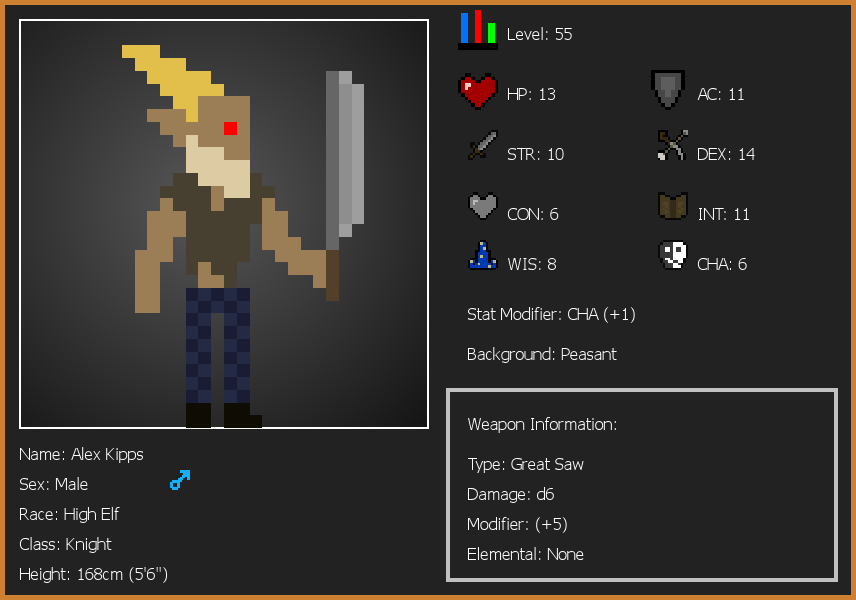 Level: 55
HP: 13
AC: 11
STR: 10
DEX: 14
CON: 6
INT: 11
WIS: 8
CHA: 6
Stat Modifier: CHA (+1)
Background: Peasant
Weapon Information:
Type: Great Saw
Damage: d6
Modifier: (+5)
Elemental: None
Name: Alex Kipps
Sex: Male
Race: High Elf
Class: Knight
Height: 168cm (5'6")